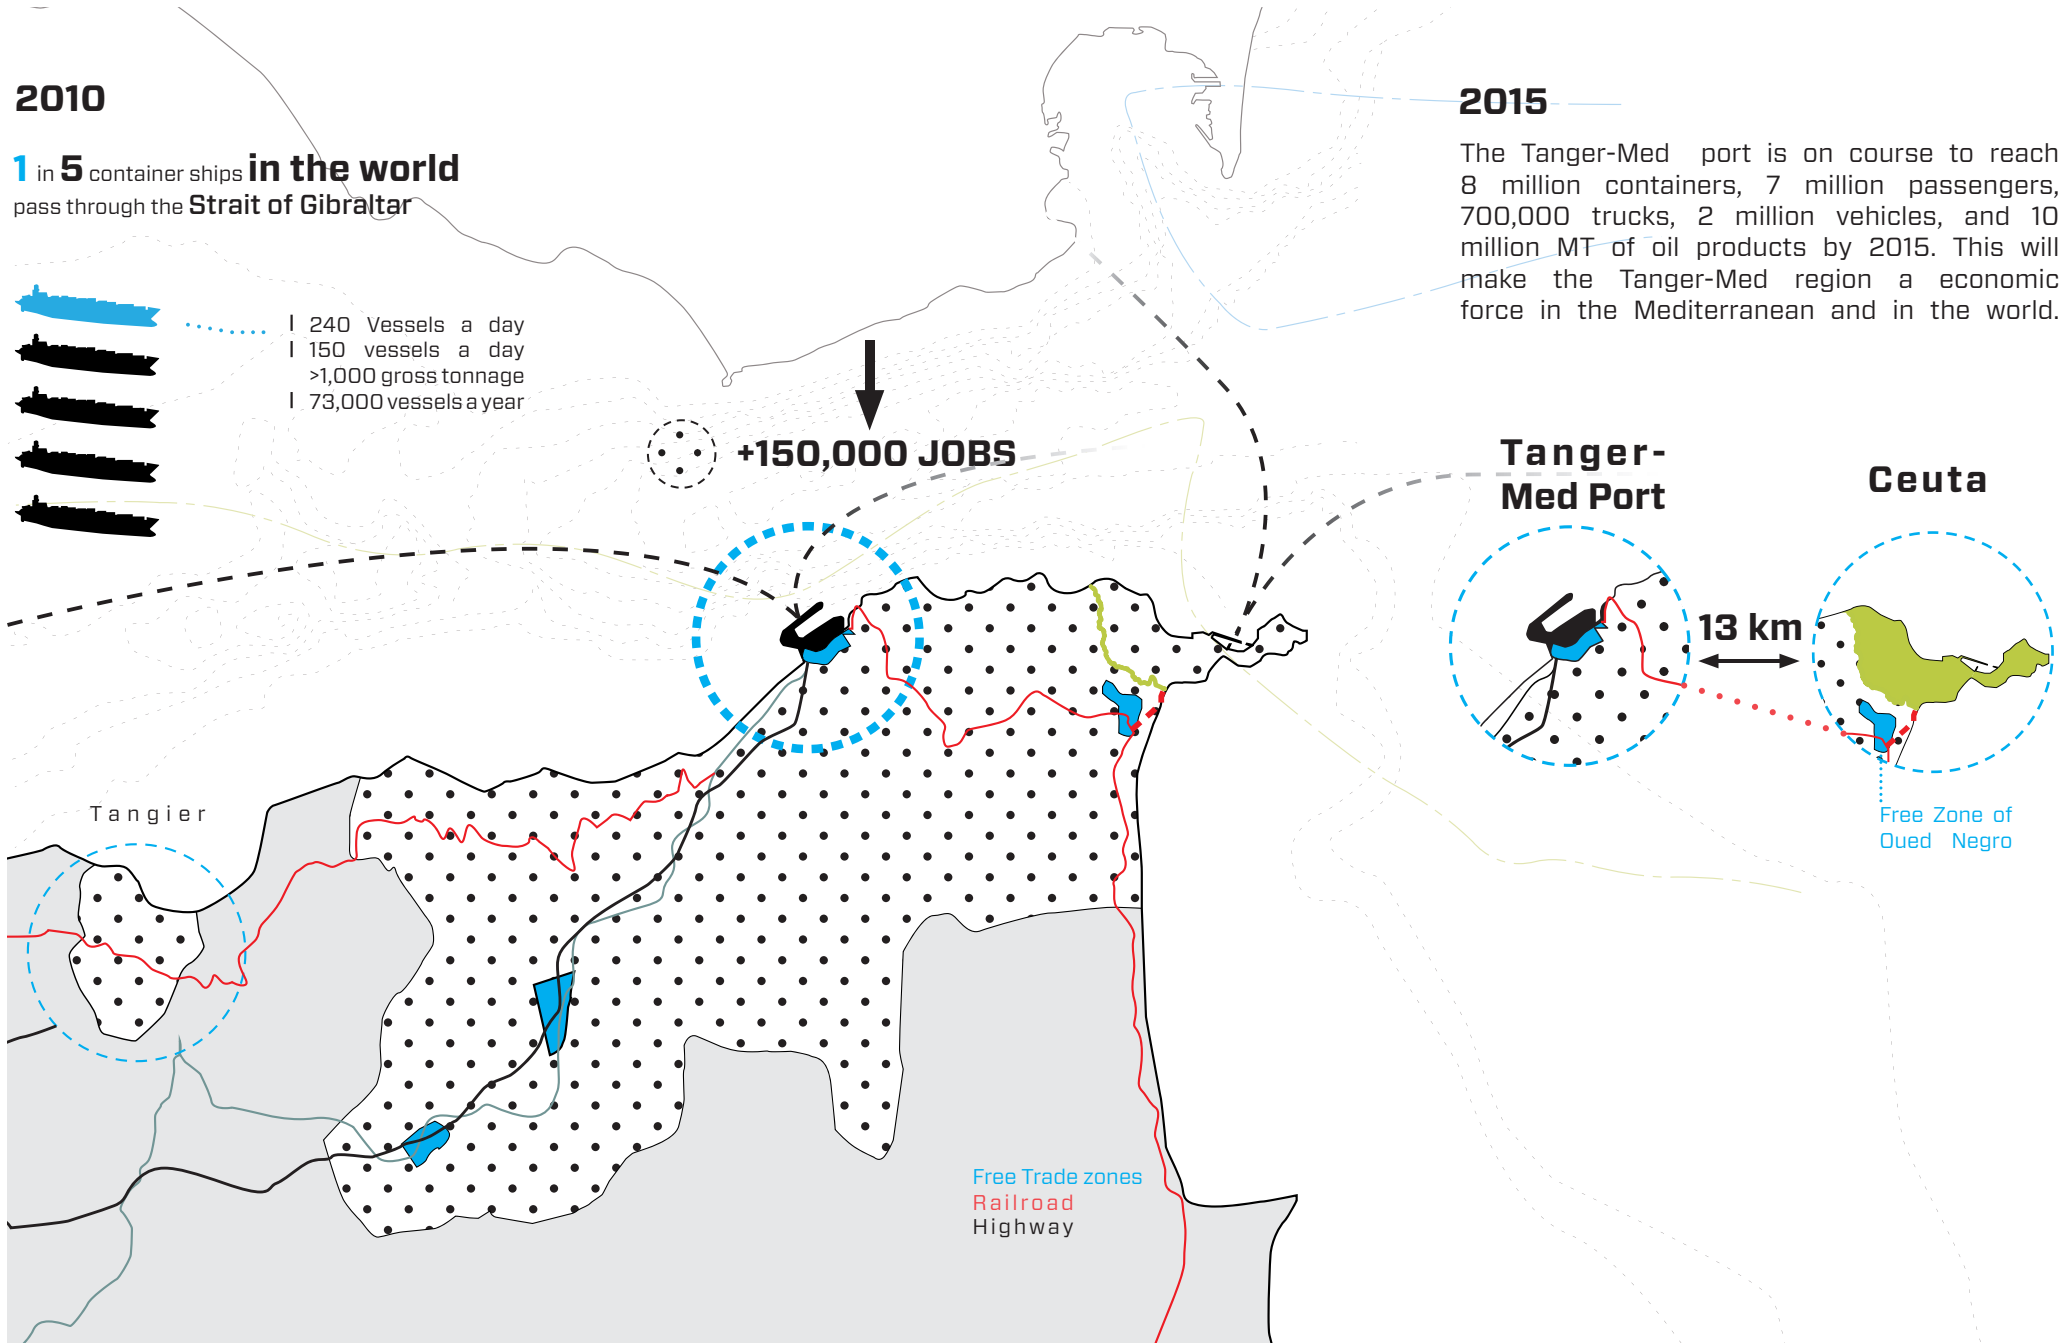 2010
1 in 5 container ships in the world
pass through the Strait of Gibraltar
240 Vessels a day
150 vessels a day
>1,000 gross tonnage
73,000 vessels a year
+150,000 JOBS
2015
The Tanger-Med port is on course to reach
8 million containers, 7 million passengers,
700,000 trucks, 2 million vehicles, and 10
million MT of oil products by 2015. This will
make the Tanger-Med region a economic
force in the Mediterranean and in the world.
Tanger-
Med Port
Ceuta
13 km
Free Zone of
Oued Negro
Tangier
Free Trade zones
Railroad
Highway